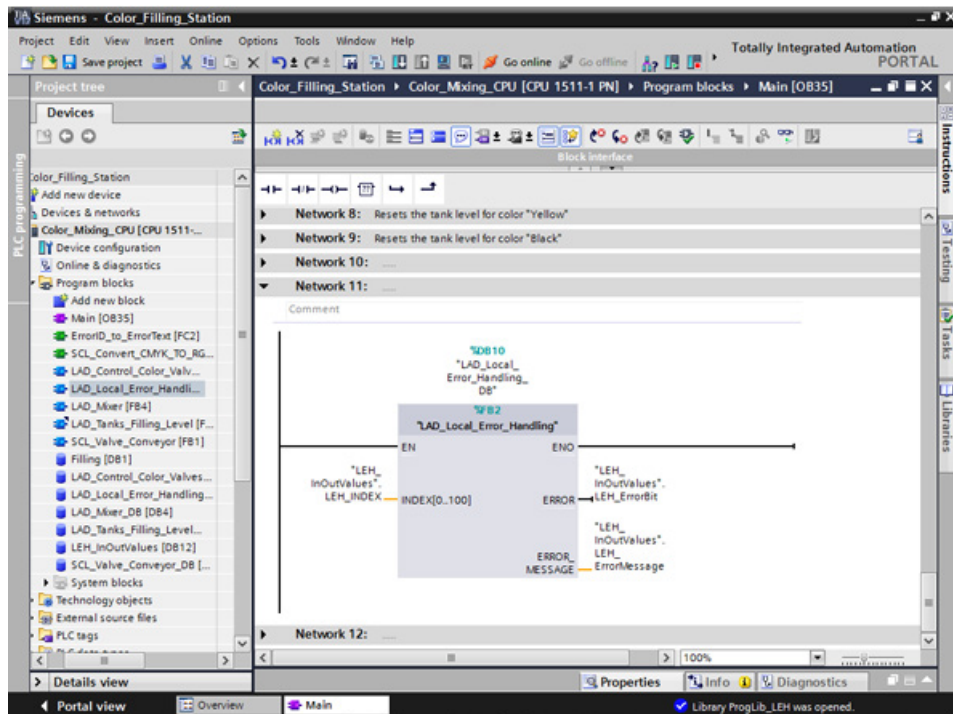 Siemens - Color_Filling_Station
Project Edit View Insert Online Options Tools Window Help
Totally Integrated Automation
PORTAL
Save project
Go online
Go offline
Project tree
Color_Filling_Station ▸ Color_Mixing_CPU [CPU 1511-1 PN] ▸ Program blocks ▸ Main [OB35]
Devices
PLC programming
Color_Filling_Station
Add new device
Devices & networks
Color_Mixing_CPU [CPU 1511-...
Device configuration
Online & diagnostics
Program blocks
Add new block
Main [OB35]
ErrorID_to_ErrorText [FC2]
SCL_Convert_CMYK_TO_RG...
LAD_Control_Color_Valv...
LAD_Local_Error_Handli...
LAD_Mixer [FB4]
LAD_Tanks_Filling_Level [F...
SCL_Valve_Conveyor [FB1]
Filling [DB1]
LAD_Control_Color_Valves...
LAD_Local_Error_Handling...
LAD_Mixer_DB [DB4]
LAD_Tanks_Filling_Level...
LEH_InOutValues [DB12]
SCL_Valve_Conveyor_DB [...
System blocks
Technology objects
External source files
PLC tags
Details view
Block interface
Network 8: Resets the tank level for color "Yellow"
Network 9: Resets the tank level for color "Black"
Network 10: ....
Network 11: ....
Comment
%DB10
"LAD_Local_
Error_Handling_
DB"
%FB2
"LAD_Local_Error_Handling"
EN
ENO
"LEH_
InOutValues".
LEH_INDEX
INDEX[0..100]
"LEH_
InOutValues".
ERROR
LEH_ErrorBit
"LEH_
InOutValues".
LEH_
ErrorMessage
ERROR_
MESSAGE
Network 12: ....
100%
Properties
Info
Diagnostics
Instructions
Testing
Tasks
Libraries
Portal view
Overview
Main
Library ProgLib_LEH was opened.